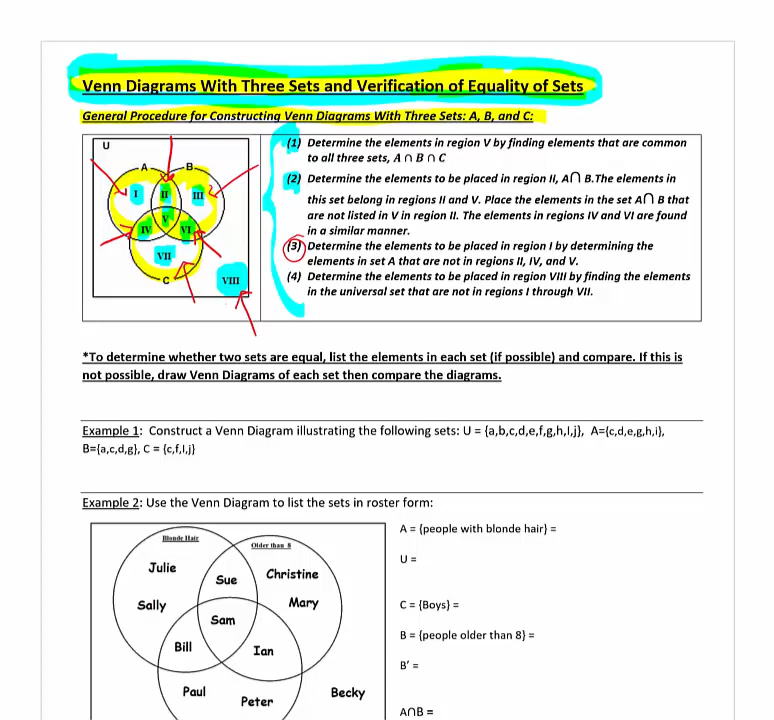 Venn Diagrams With Three Sets and Verification of Equality of Sets
General Procedure for Constructing Venn Diagrams With Three Sets: A, B, and C:
U
A
B
I
II
III
V
IV
VI
VII
C
VIII
(1) Determine the elements in region V by finding elements that are common
to all three sets, A ∩ B ∩ C
(2) Determine the elements to be placed in region II, A∩ B.The elements in
this set belong in regions II and V. Place the elements in the set A∩ B that
are not listed in V in region II. The elements in regions IV and VI are found
in a similar manner.
(3) Determine the elements to be placed in region I by determining the
elements in set A that are not in regions II, IV, and V.
(4) Determine the elements to be placed in region VIII by finding the elements
in the universal set that are not in regions I through VII.
*To determine whether two sets are equal, list the elements in each set (if possible) and compare. If this is
not possible, draw Venn Diagrams of each set then compare the diagrams.
Example 1: Construct a Venn Diagram illustrating the following sets: U = {a,b,c,d,e,f,g,h,I,j}, A={c,d,e,g,h,i},
B={a,c,d,g}, C = {c,f,I,j}
Example 2: Use the Venn Diagram to list the sets in roster form:
Blonde Hair
Older than 8
Julie
Sue
Christine
Sally
Mary
Sam
Bill
Ian
Paul
Peter
Becky
A = {people with blonde hair} =
U =
C = {Boys} =
B = {people older than 8} =
B' =
A∩B =